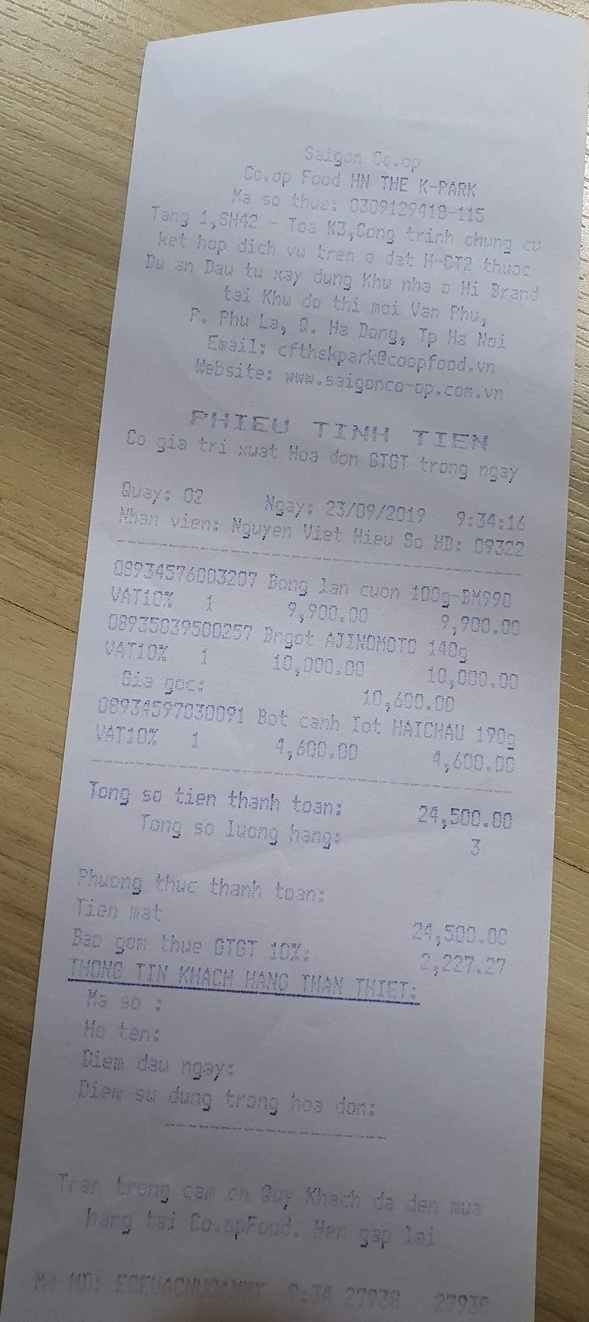 Saigon Co.op
Co.op Food HN THE K-PARK
Ma so thue: 0309129418-115
Tang 1,SH42 - Toa K3,Cong trinh chung cu
ket hop dich vu tren o dat H-CT2 thuoc
Du an Dau tu xay dung Khu nha o Hi Brand
tai Khu do thi moi Van Phu,
P. Phu La, Q. Ha Dong, Tp Ha Noi
Email: cfthekpark@coopfood.vn
Website: www.saigonco-op.com.vn
PHIEU TINH TIEN
Co gia tri xuat Hoa don GTGT trong ngay
Quay: 02 Ngay: 23/09/2019 9:34:16
Nhan vien: Nguyen Viet Hieu So HD: 09322
08934576003207 Bong lan cuon 100g-BM990
VAT10% 1 9,900.00 9,900.00
08935039500257 Bngot AJINOMOTO 140g
VAT10% 1 10,000.00 10,000.00
Gia goc: 10,600.00
08934597030091 Bot canh Iot HAICHAU 190g
VAT10% 1 4,600.00 4,600.00
Tong so tien thanh toan: 24,500.00
Tong so luong hang: 3
Phuong thuc thanh toan:
Tien mat 24,500.00
Bao gom thue GTGT 10%: 2,227.27
THONG TIN KHACH HANG THAN THIET:
Ma so :
Ho ten:
Diem dau ngay:
Diem su dung trong hoa don:
Tran trong cam on Quy Khach da den mua
hang tai Co.opFood. Hen gap lai
Ma HD: 9:34 27938 27938